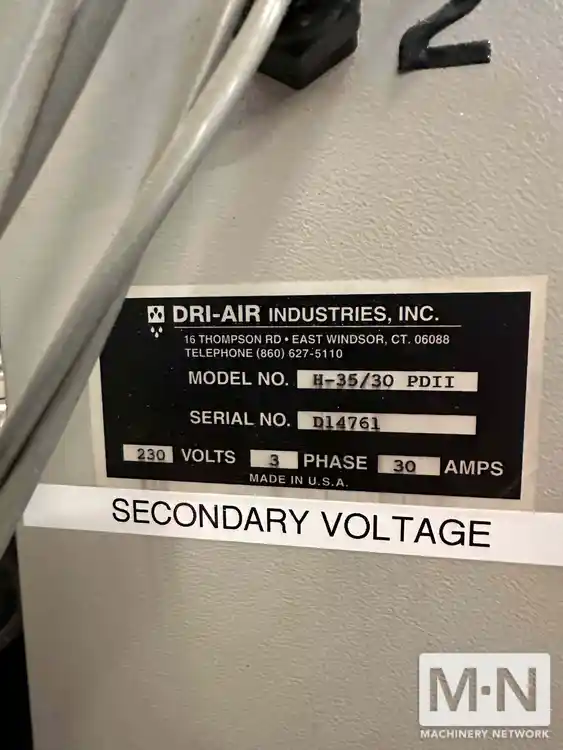 2
DRI-AIR INDUSTRIES, INC.
16 THOMPSON RD • EAST WINDSOR, CT. 06088
TELEPHONE (860) 627-5110
MODEL NO. H-35/30 PDII
SERIAL NO. D14761
230 VOLTS 3 PHASE 30 AMPS
MADE IN U.S.A.
SECONDARY VOLTAGE
M·N
MACHINERY NETWORK